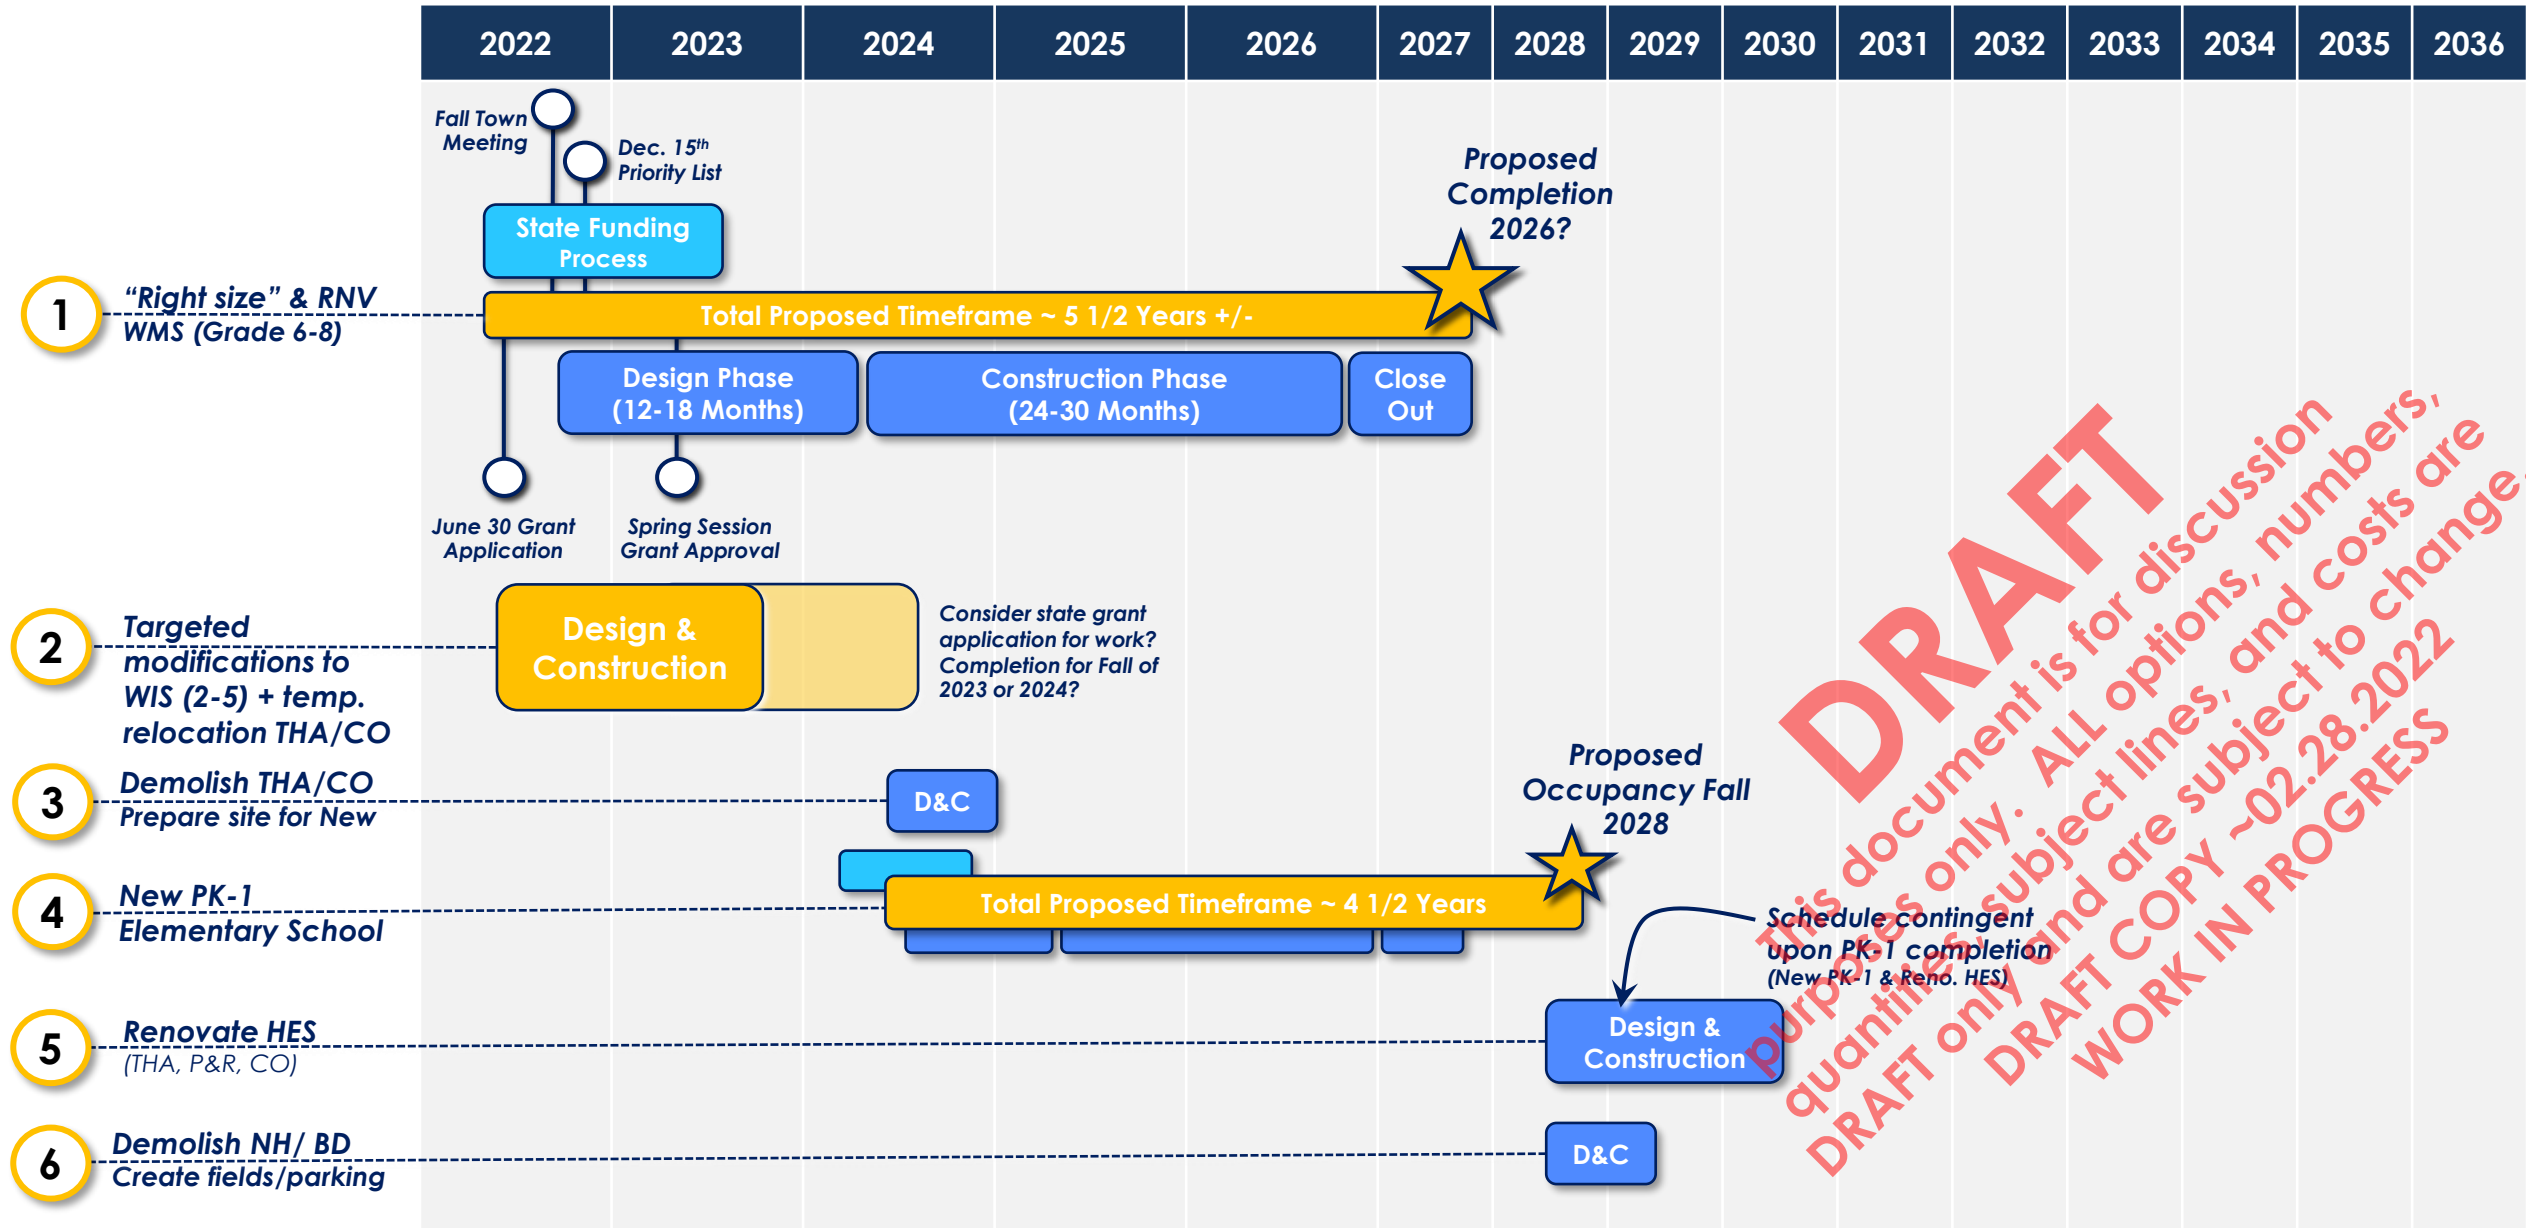 2022 2023 2024 2025 2026 2027 2028 2029 2030 2031 2032 2033 2034 2035 2036
Fall Town
Meeting
Dec. 15th
Priority List
Proposed
Completion
2026?
State Funding
Process
1
“Right size” & RNV
WMS (Grade 6-8)
Total Proposed Timeframe ~ 5 1/2 Years +/-
Design Phase
(12-18 Months)
Construction Phase
(24-30 Months)
Close
Out
June 30 Grant
Application
Spring Session
Grant Approval
2
Targeted
modifications to
WIS (2-5) + temp.
relocation THA/CO
Design &
Construction
Consider state grant
application for work?
Completion for Fall of
2023 or 2024?
3
Demolish THA/CO
Prepare site for New
D&C
Proposed
Occupancy Fall
2028
4
New PK-1
Elementary School
Total Proposed Timeframe ~ 4 1/2 Years
Schedule contingent
upon PK-1 completion
(New PK-1 & Reno. HES)
5
Renovate HES
(THA, P&R, CO)
Design &
Construction
6
Demolish NH/ BD
Create fields/parking
D&C
DRAFT
This document is for discussion
purposes only. ALL options, numbers,
quantities, subject lines, and costs are
DRAFT only and are subject to change.
DRAFT COPY ~02.28.2022
WORK IN PROGRESS